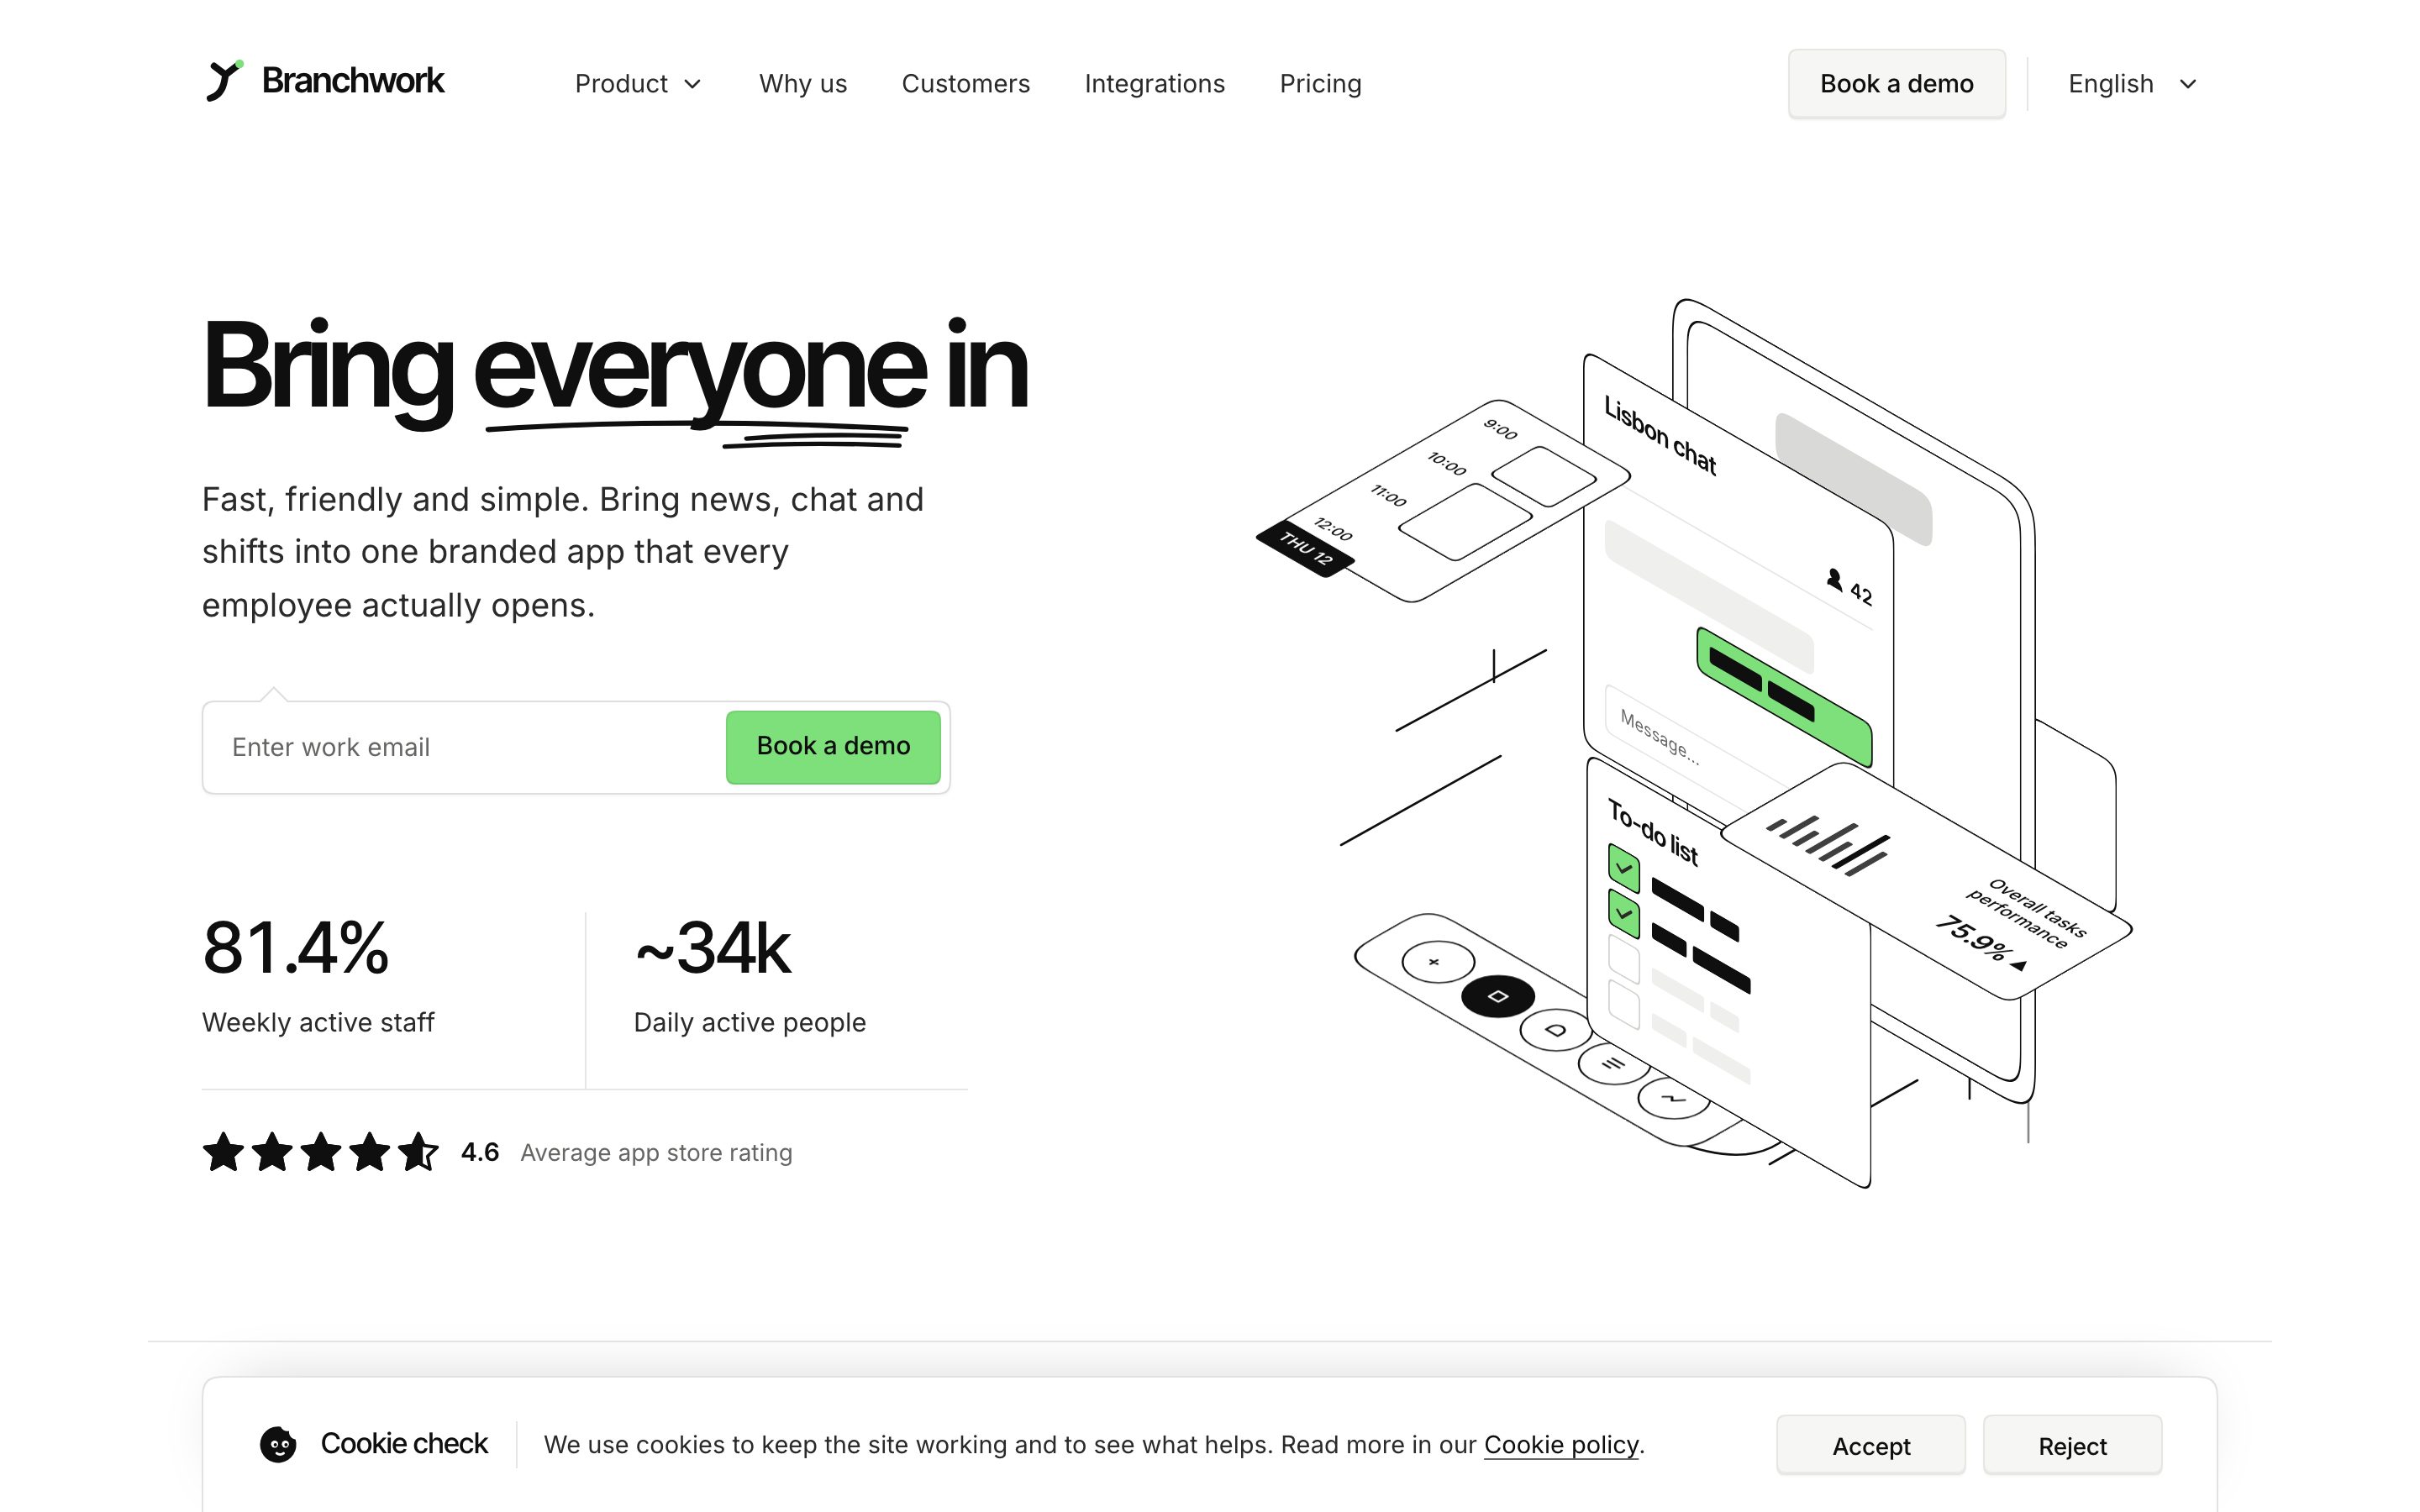 Branchwork
Product
Why us
Customers
Integrations
Pricing
Book a demo
English
Bring everyone in
Fast, friendly and simple. Bring news, chat and
shifts into one branded app that every
employee actually opens.
Enter work email
Book a demo
81.4%
Weekly active staff
~34k
Daily active people
4.6 Average app store rating
9:00
10:00
11:00
12:00
THU 12
Lisbon chat
42
Message...
To-do list
Overall tasks
performance
75.9%
Cookie check
We use cookies to keep the site working and to see what helps. Read more in our Cookie policy.
Accept
Reject